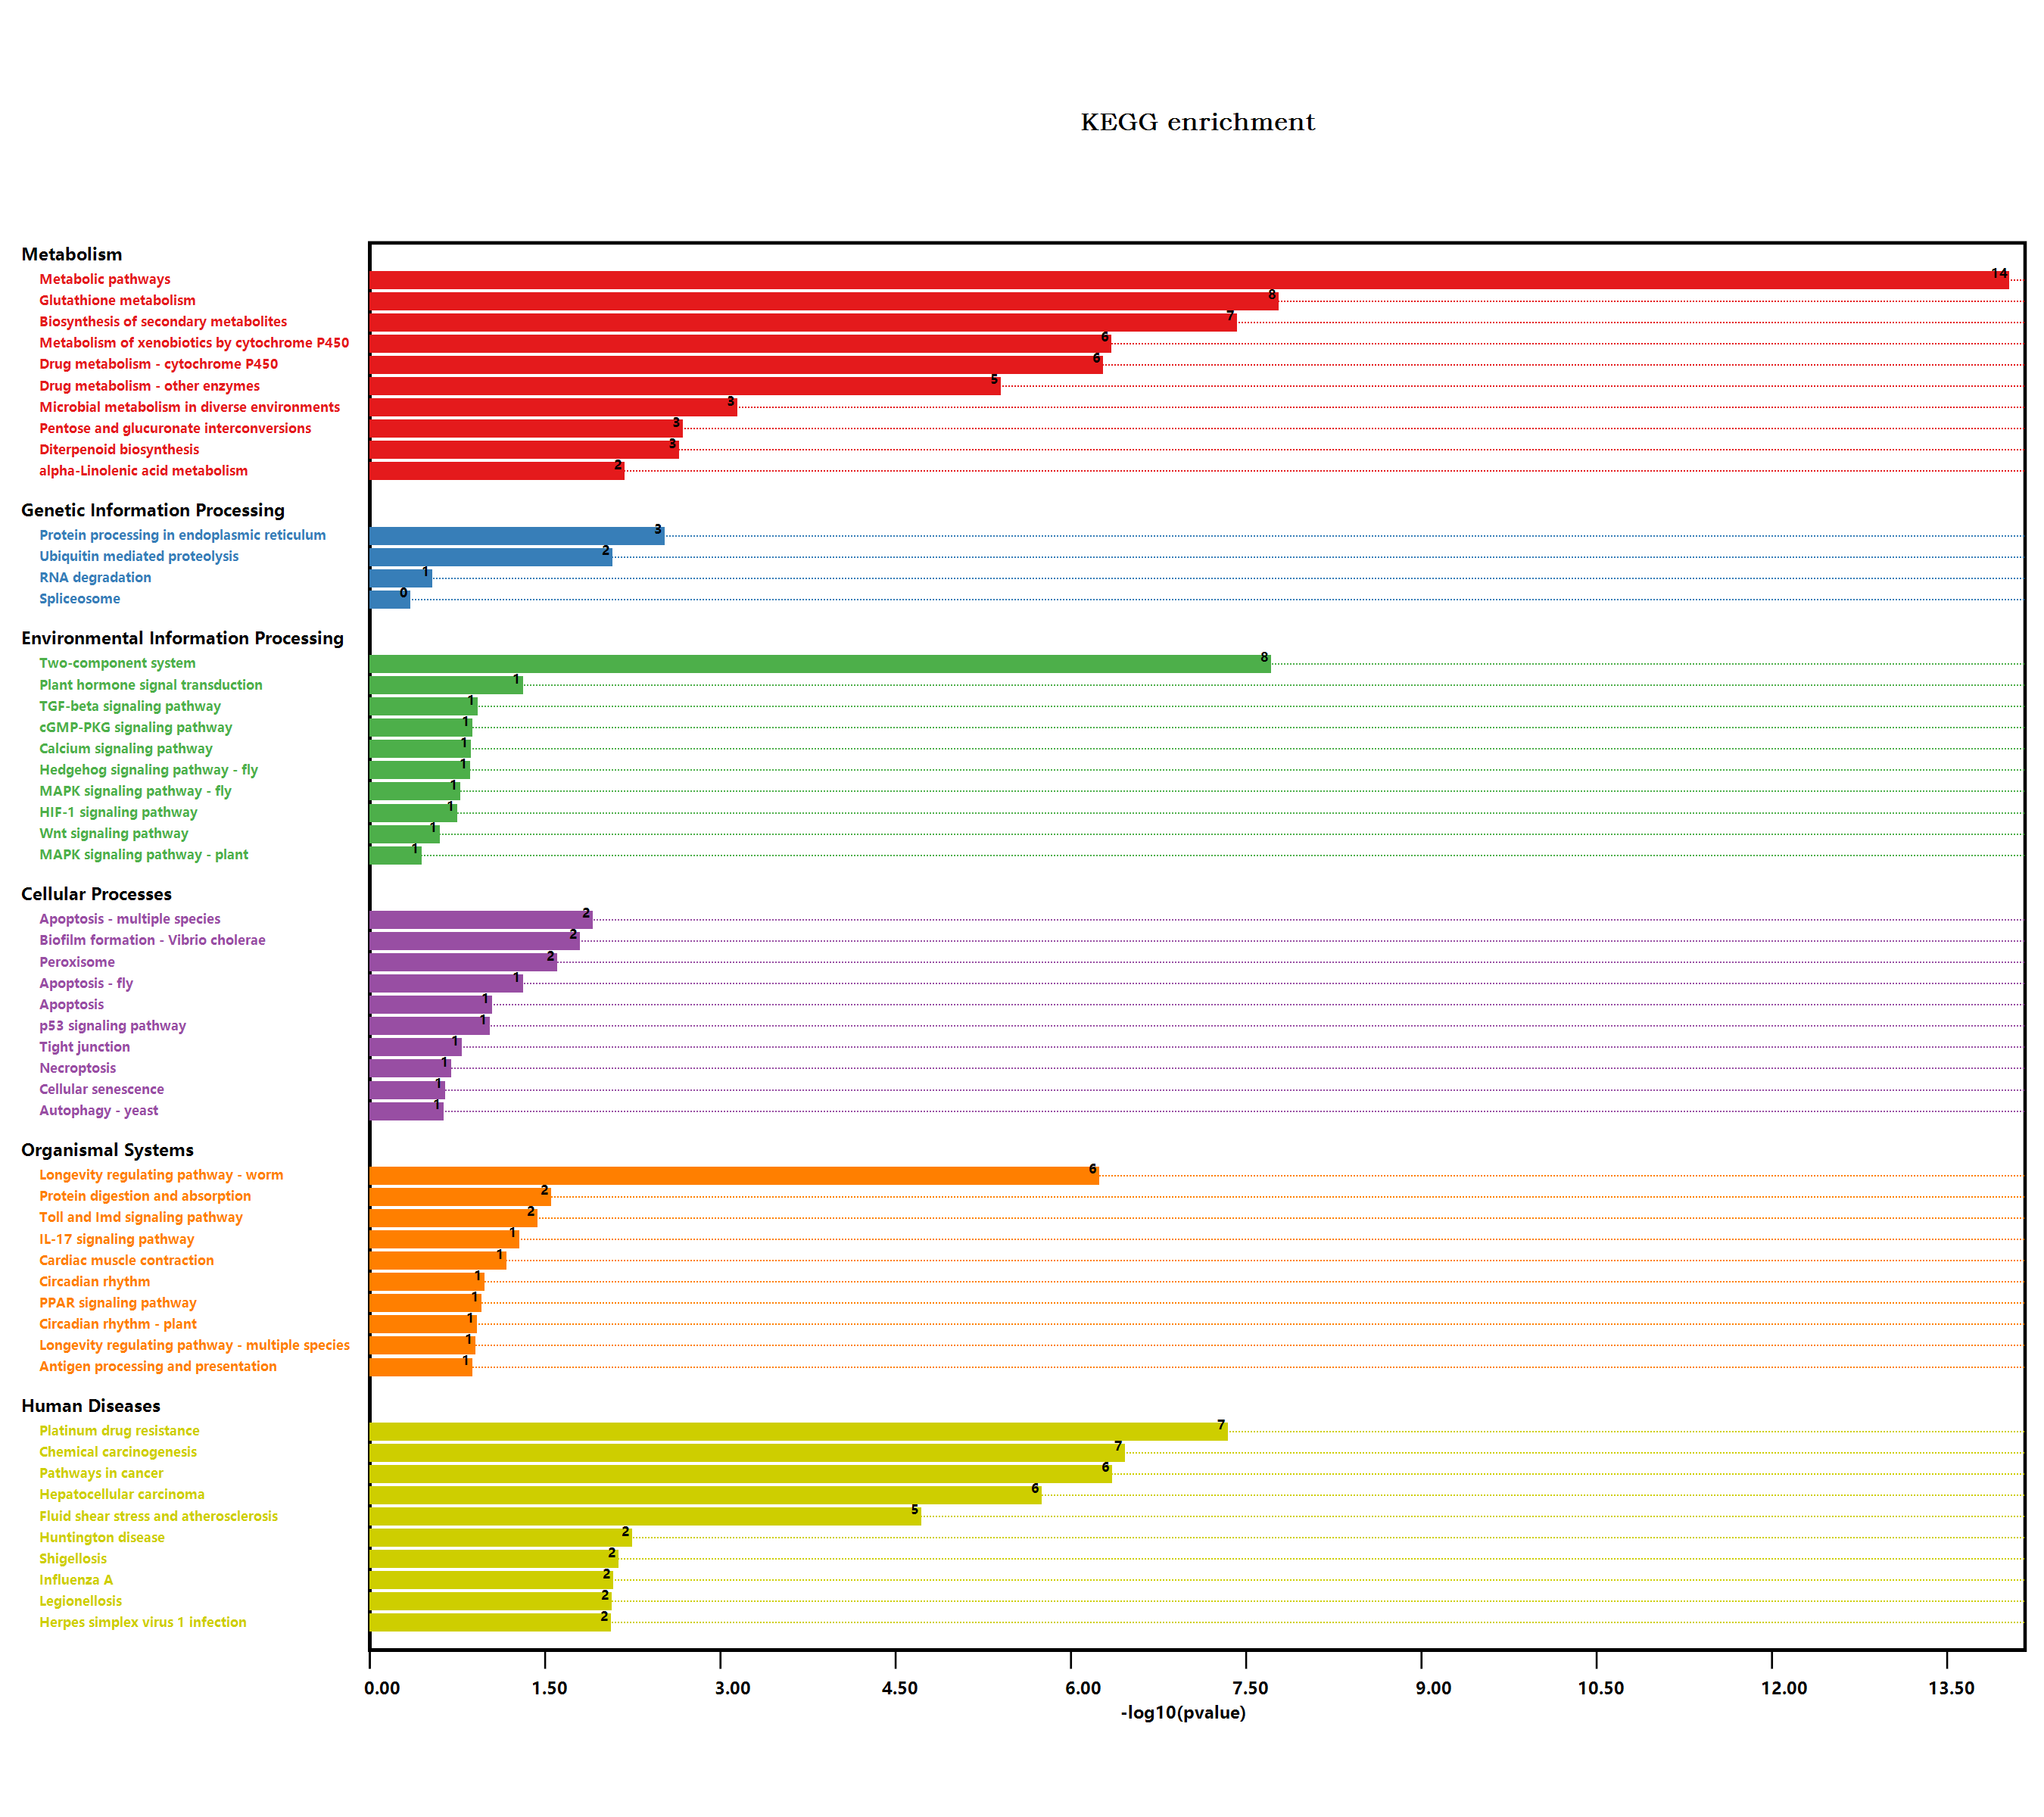 KEGG enrichment
Metabolism
Metabolic pathways 14
Glutathione metabolism 8
Biosynthesis of secondary metabolites 7
Metabolism of xenobiotics by cytochrome P450 6
Drug metabolism - cytochrome P450 6
Drug metabolism - other enzymes 5
Microbial metabolism in diverse environments 3
Pentose and glucuronate interconversions 3
Diterpenoid biosynthesis 3
alpha-Linolenic acid metabolism 2
Genetic Information Processing
Protein processing in endoplasmic reticulum 3
Ubiquitin mediated proteolysis 2
RNA degradation 1
Spliceosome 0
Environmental Information Processing
Two-component system 8
Plant hormone signal transduction 1
TGF-beta signaling pathway 1
cGMP-PKG signaling pathway 1
Calcium signaling pathway 1
Hedgehog signaling pathway - fly 1
MAPK signaling pathway - fly 1
HIF-1 signaling pathway 1
Wnt signaling pathway 1
MAPK signaling pathway - plant 1
Cellular Processes
Apoptosis - multiple species 2
Biofilm formation - Vibrio cholerae 2
Peroxisome 2
Apoptosis - fly 1
Apoptosis 1
p53 signaling pathway 1
Tight junction 1
Necroptosis 1
Cellular senescence 1
Autophagy - yeast 1
Organismal Systems
Longevity regulating pathway - worm 6
Protein digestion and absorption 2
Toll and Imd signaling pathway 2
IL-17 signaling pathway 1
Cardiac muscle contraction 1
Circadian rhythm 1
PPAR signaling pathway 1
Circadian rhythm - plant 1
Longevity regulating pathway - multiple species 1
Antigen processing and presentation 1
Human Diseases
Platinum drug resistance 7
Chemical carcinogenesis 7
Pathways in cancer 6
Hepatocellular carcinoma 6
Fluid shear stress and atherosclerosis 5
Huntington disease 2
Shigellosis 2
Influenza A 2
Legionellosis 2
Herpes simplex virus 1 infection 2
0.00 1.50 3.00 4.50 6.00 7.50 9.00 10.50 12.00 13.50
-log10(pvalue)